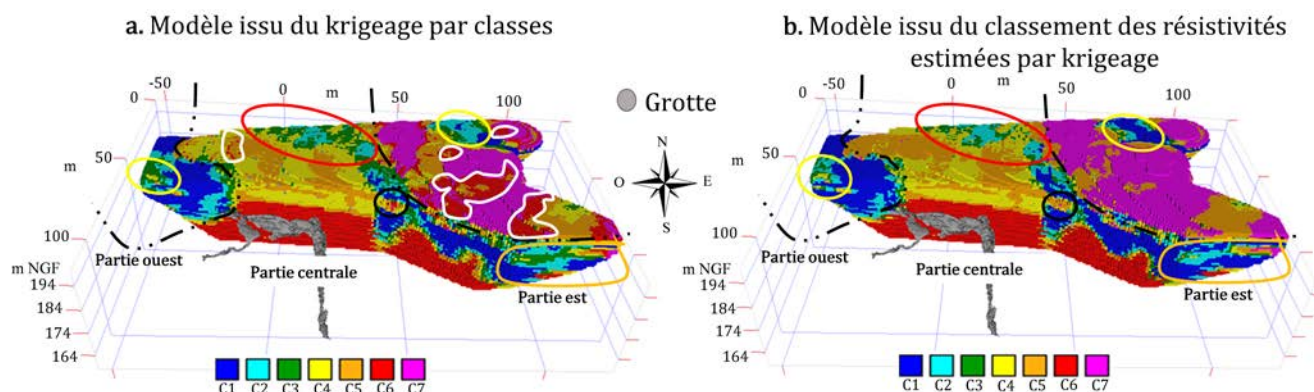 a. Modèle issu du krigeage par classes
b. Modèle issu du classement des résistivités
estimées par krigeage
0
-50
0
m
50
100
m
50
100
m NGF
194
184
174
164
Partie ouest
Partie centrale
Partie est
C1 C2 C3 C4 C5 C6 C7
Grotte
N
O E
S
0
-50
0
m
50
100
m
50
100
m NGF
194
184
174
164
Partie ouest
Partie centrale
Partie est
C1 C2 C3 C4 C5 C6 C7